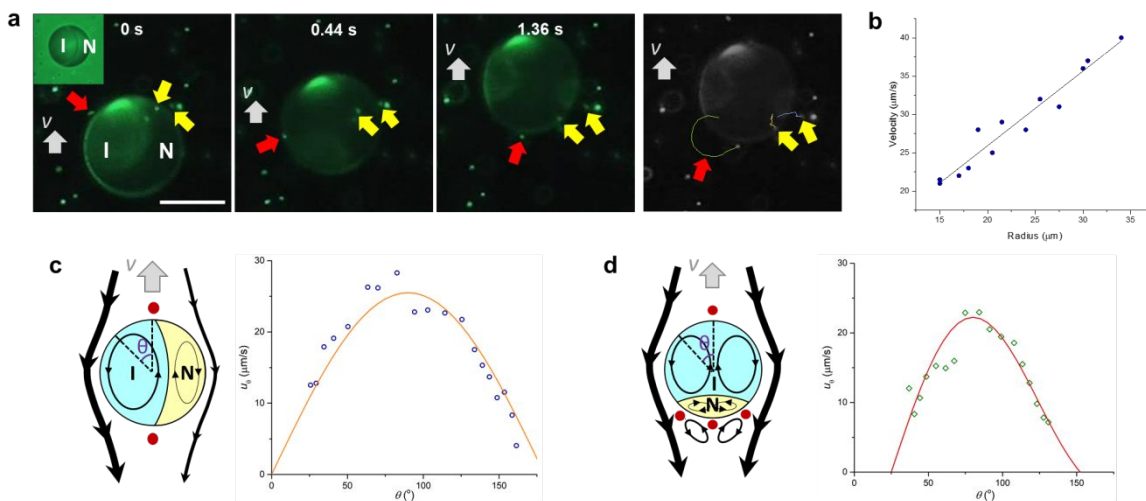 a
0 s
0.44 s
1.36 s
I N
V
V
V
V
I N
b
Velocity (µm/s)
40
35
30
25
20
15 20 25 30 35
Radius (µm)
c
V
θ
I N
u_θ (µm/s)
30
20
10
0
0 50 100 150
θ (°)
d
V
θ
I
N
u_θ (µm/s)
30
20
10
0
0 50 100 150
θ (°)